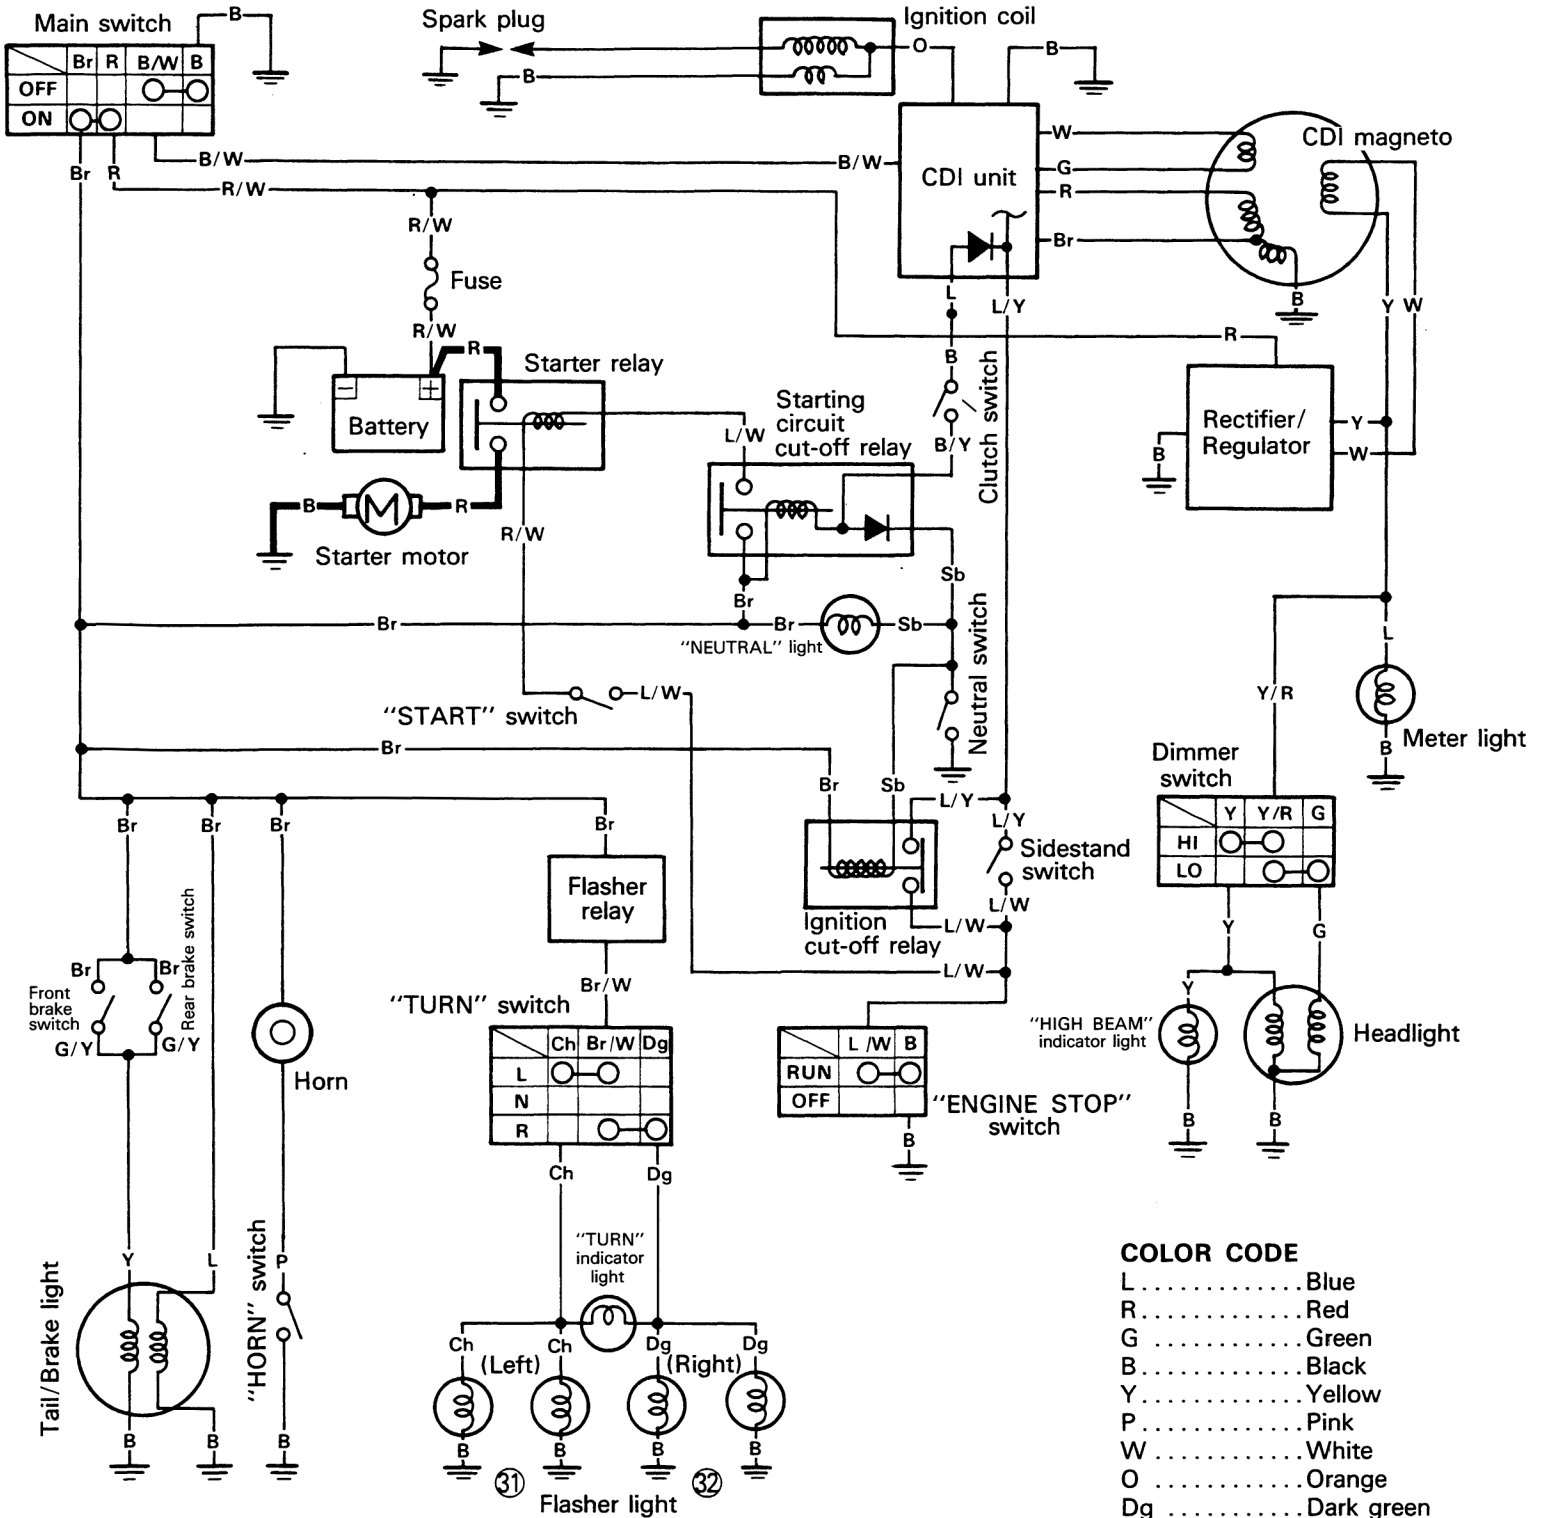 Main switch
B
Br R B/W B
OFF
ON
Spark plug
B
Ignition coil
O
B
CDI unit
W
G
R
Br
CDI magneto
B
Br R
B/W
B/W
R/W
R/W
Fuse
R/W
R
Starter relay
Battery
− +
B
M
R
Starter motor
R/W
L
L/Y
B
Clutch switch
B/Y
Starting
circuit
cut-off relay
L/W
R
Y W
Rectifier/
Regulator
Y
W
B
Sb
Br
Br
Br
Sb
"NEUTRAL" light
Neutral switch
"START" switch
L/W
Br
Br
Sb
L/Y
L/Y
Y/R
L
B
Meter light
Dimmer
switch
Y Y/R G
HI
LO
Sidestand
switch
L/W
Ignition
cut-off relay
L/W
L/W
Br
Br
Br
Br
Flasher
relay
Br/W
Br
Br
Front
brake
switch
Rear brake switch
G/Y
G/Y
Horn
"TURN" switch
Ch Br/W Dg
L
N
R
Ch
Dg
L/W B
RUN
OFF
"ENGINE STOP"
switch
B
Y
G
Y
"HIGH BEAM"
indicator light
Headlight
B
B
Y
L
P
Tail/Brake light
"HORN" switch
B
B
B
"TURN"
indicator
light
Ch
Ch
Dg
Dg
(Left)
(Right)
B
B
B
B
31
32
Flasher light
COLOR CODE
L ............ Blue
R ............ Red
G ........... Green
B ............ Black
Y ............ Yellow
P ............ Pink
W ........... White
O ........... Orange
Dg .......... Dark green